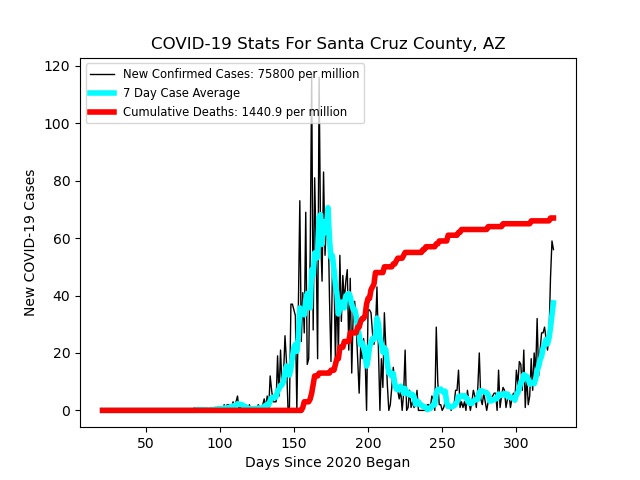 COVID-19 Stats For Santa Cruz County, AZ
New Confirmed Cases: 75800 per million
7 Day Case Average
Cumulative Deaths: 1440.9 per million
New COVID-19 Cases
120
100
80
60
40
20
0
50
100
150
200
250
300
Days Since 2020 Began